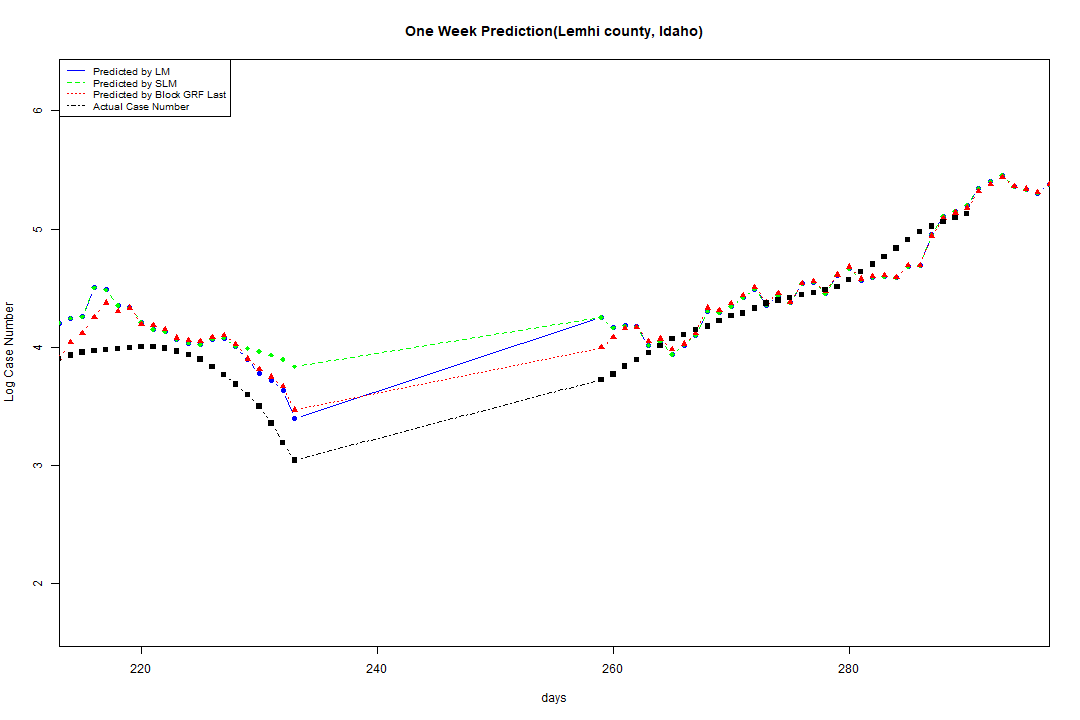 One Week Prediction(Lemhi county, Idaho)
Predicted by LM
Predicted by SLM
Predicted by Block GRF Last
Actual Case Number
6
5
4
3
2
Log Case Number
220
240
260
280
days